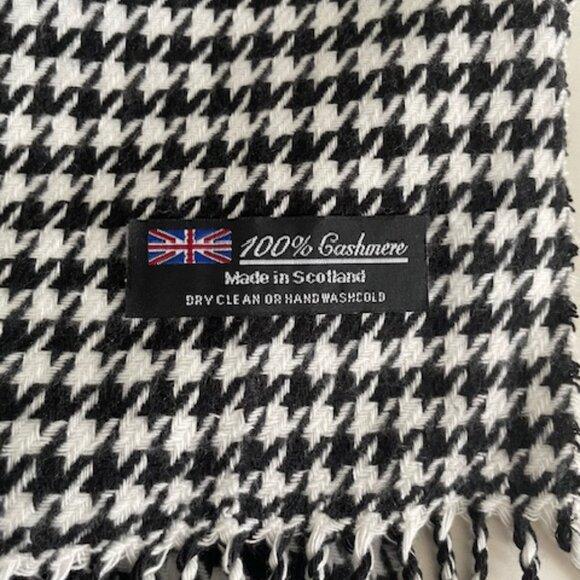 100% Cashmere
Made in Scotland
DRY CLEAN OR HAND WASH COLD